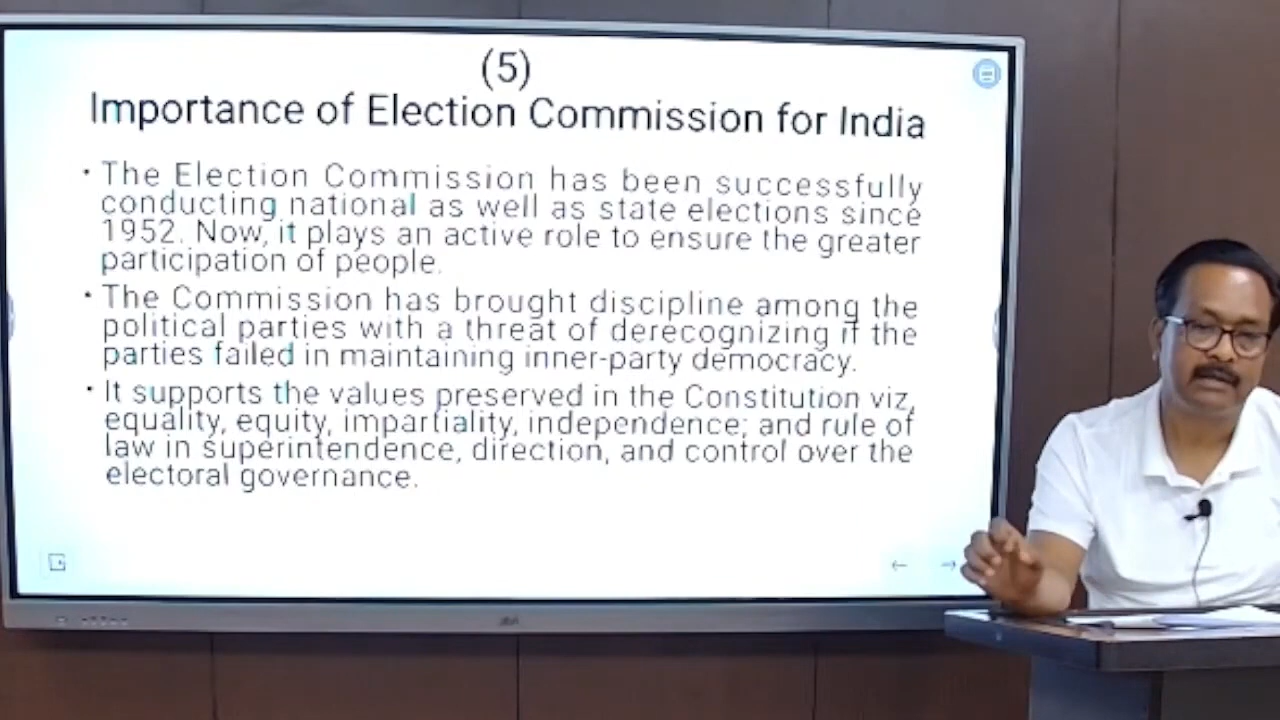 (5)
Importance of Election Commission for India
• The Election Commission has been successfully
conducting national as well as state elections since
1952. Now, it plays an active role to ensure the greater
participation of people.
• The Commission has brought discipline among the
political parties with a threat of derecognizing if the
parties failed in maintaining inner-party democracy.
• It supports the values preserved in the Constitution viz,
equality, equity, impartiality, independence; and rule of
law in superintendence, direction, and control over the
electoral governance.